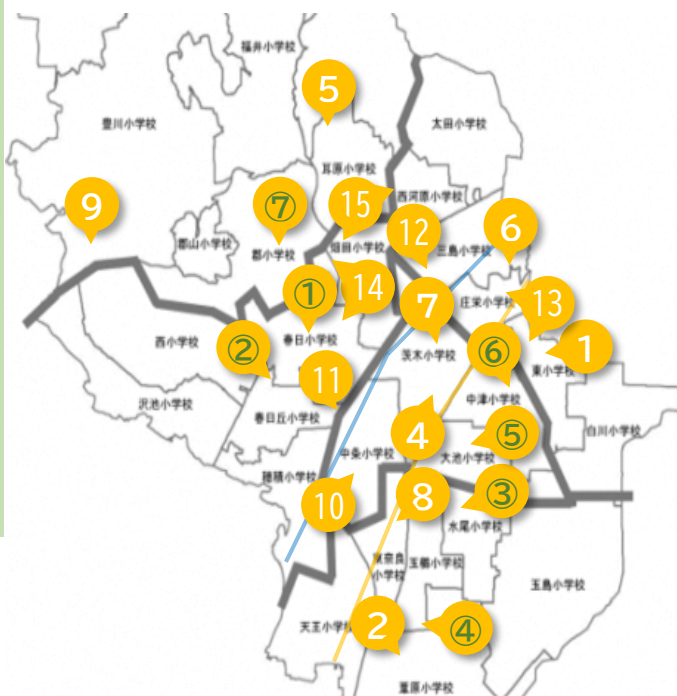 福井小学校
5
豊川小学校
太田小学校
耳原小学校
9
⑦
15
西河原小学校
12
三島小学校
6
郡山小学校
郡小学校
畑田小学校
①
14
7
庄栄小学校
13
西小学校
②
春日小学校
茨木小学校
⑥
1
東小学校
11
沢池小学校
春日丘小学校
中津小学校
白川小学校
4
⑤
穂積小学校
中条小学校
大池小学校
10
8
③
水尾小学校
東奈良
小学校
玉櫛小学校
玉島小学校
天王小学校
2
④
葦原小学校